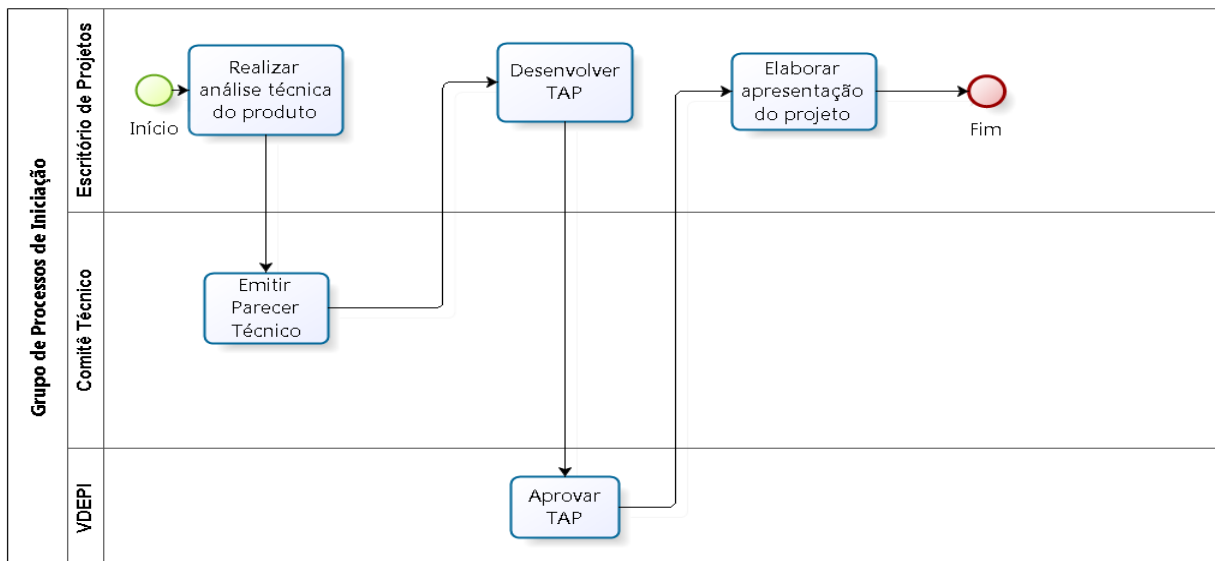 Grupo de Processos de Iniciação
Escritório de Projetos
Início
Realizar
análise técnica
do produto
Desenvolver
TAP
Elaborar
apresentação
do projeto
Fim
Comitê Técnico
Emitir
Parecer
Técnico
VDEPI
Aprovar
TAP